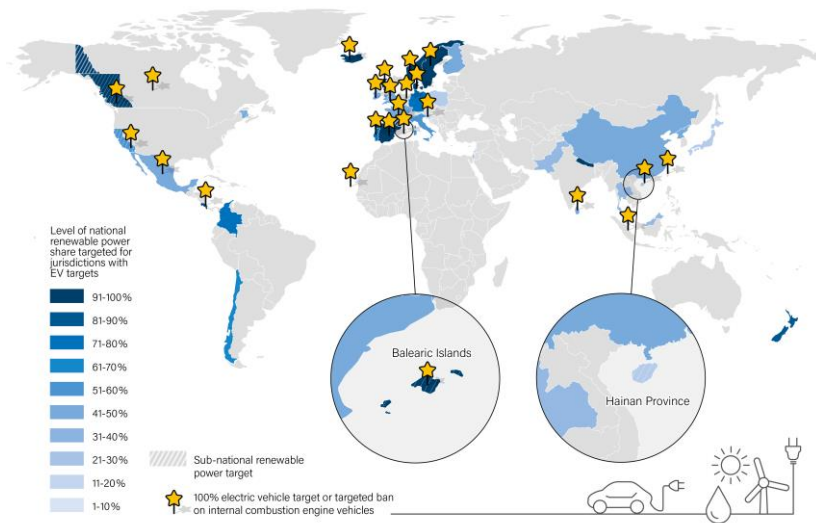 Level of national
renewable power
share targeted for
jurisdictions with
EV targets
91-100%
81-90%
71-80%
61-70%
51-60%
41-50%
31-40%
21-30%
11-20%
1-10%
Balearic Islands
Hainan Province
Sub-national renewable
power target
100% electric vehicle target or targeted ban
on internal combustion engine vehicles